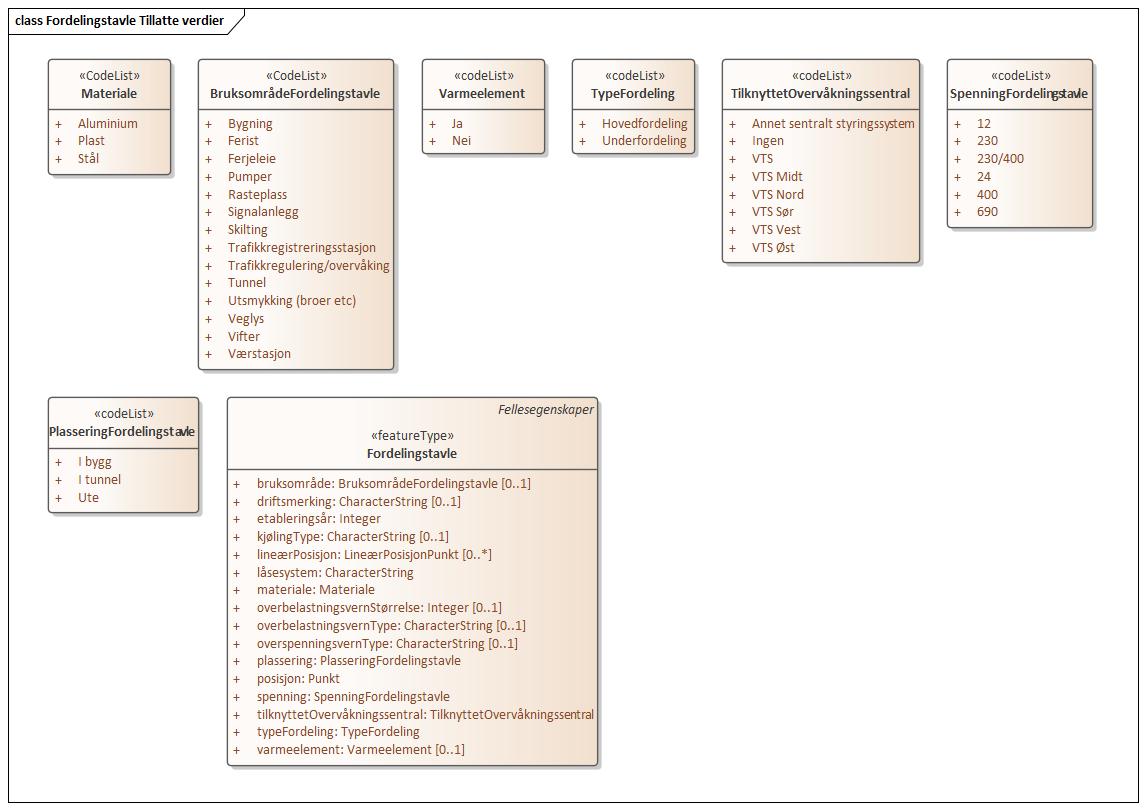 class Fordelingstavle Tillatte verdier
«CodeList»
Materiale
+ Aluminium
+ Plast
+ Stål
«CodeList»
BruksområdeFordelingstavle
+ Bygning
+ Ferist
+ Ferjeleie
+ Pumper
+ Rasteplass
+ Signalanlegg
+ Skilting
+ Trafikkregistreringsstasjon
+ Trafikkregulering/overvåking
+ Tunnel
+ Utsmykking (broer etc)
+ Veglys
+ Vifter
+ Værstasjon
«codeList»
Varmeelement
+ Ja
+ Nei
«codeList»
TypeFordeling
+ Hovedfordeling
+ Underfordeling
«codeList»
TilknyttetOvervåkningssentral
+ Annet sentralt styringssystem
+ Ingen
+ VTS
+ VTS Midt
+ VTS Nord
+ VTS Sør
+ VTS Vest
+ VTS Øst
«codeList»
SpenningFordelingstavle
+ 12
+ 230
+ 230/400
+ 24
+ 400
+ 690
«codeList»
PlasseringFordelingstavle
+ I bygg
+ I tunnel
+ Ute
Fellesegenskaper
«featureType»
Fordelingstavle
+ bruksområde: BruksområdeFordelingstavle [0..1]
+ driftsmerking: CharacterString [0..1]
+ etableringsår: Integer
+ kjølingType: CharacterString [0..1]
+ lineærPosisjon: LineærPosisjonPunkt [0..*]
+ låsesystem: CharacterString
+ materiale: Materiale
+ overbelastningsvernStørrelse: Integer [0..1]
+ overbelastningsvernType: CharacterString [0..1]
+ overspenningsvernType: CharacterString [0..1]
+ plassering: PlasseringFordelingstavle
+ posisjon: Punkt
+ spenning: SpenningFordelingstavle
+ tilknyttetOvervåkningssentral: TilknyttetOvervåkningssentral
+ typeFordeling: TypeFordeling
+ varmeelement: Varmeelement [0..1]